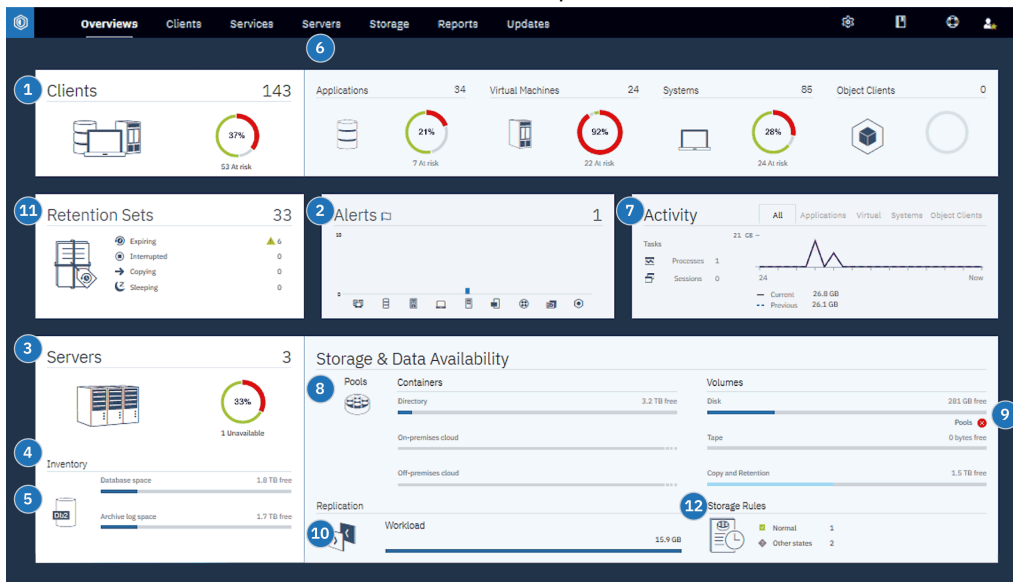 Overviews Clients Services Servers Storage Reports Updates
6
1 Clients 143
37%
53 At risk
Applications 34
21%
7 At risk
Virtual Machines 24
92%
22 At risk
Systems 86
28%
24 At risk
Object Clients 0
11 Retention Sets 33
Expiring 6
Interrupted 0
Copying 0
Sleeping 0
2 Alerts 1
10
0
7 Activity
All Applications Virtual Systems Object Clients
Tasks
Processes 1
Sessions 0
21 GB
24 Now
Current 26.8 GB
Previous 26.1 GB
3 Servers 3
33%
1 Unavailable
4
Inventory
5
Db2
Database space 1.8 TB free
Archive log space 1.7 TB free
Storage & Data Availability
8
Pools
Containers
Directory 3.2 TB free
On-premises cloud
Off-premises cloud
Volumes
Disk 281 GB free
Pools 9
Tape 0 bytes free
Copy and Retention 1.5 TB free
Replication
10
Workload
15.9 GB
12 Storage Rules
Normal 1
Other states 2